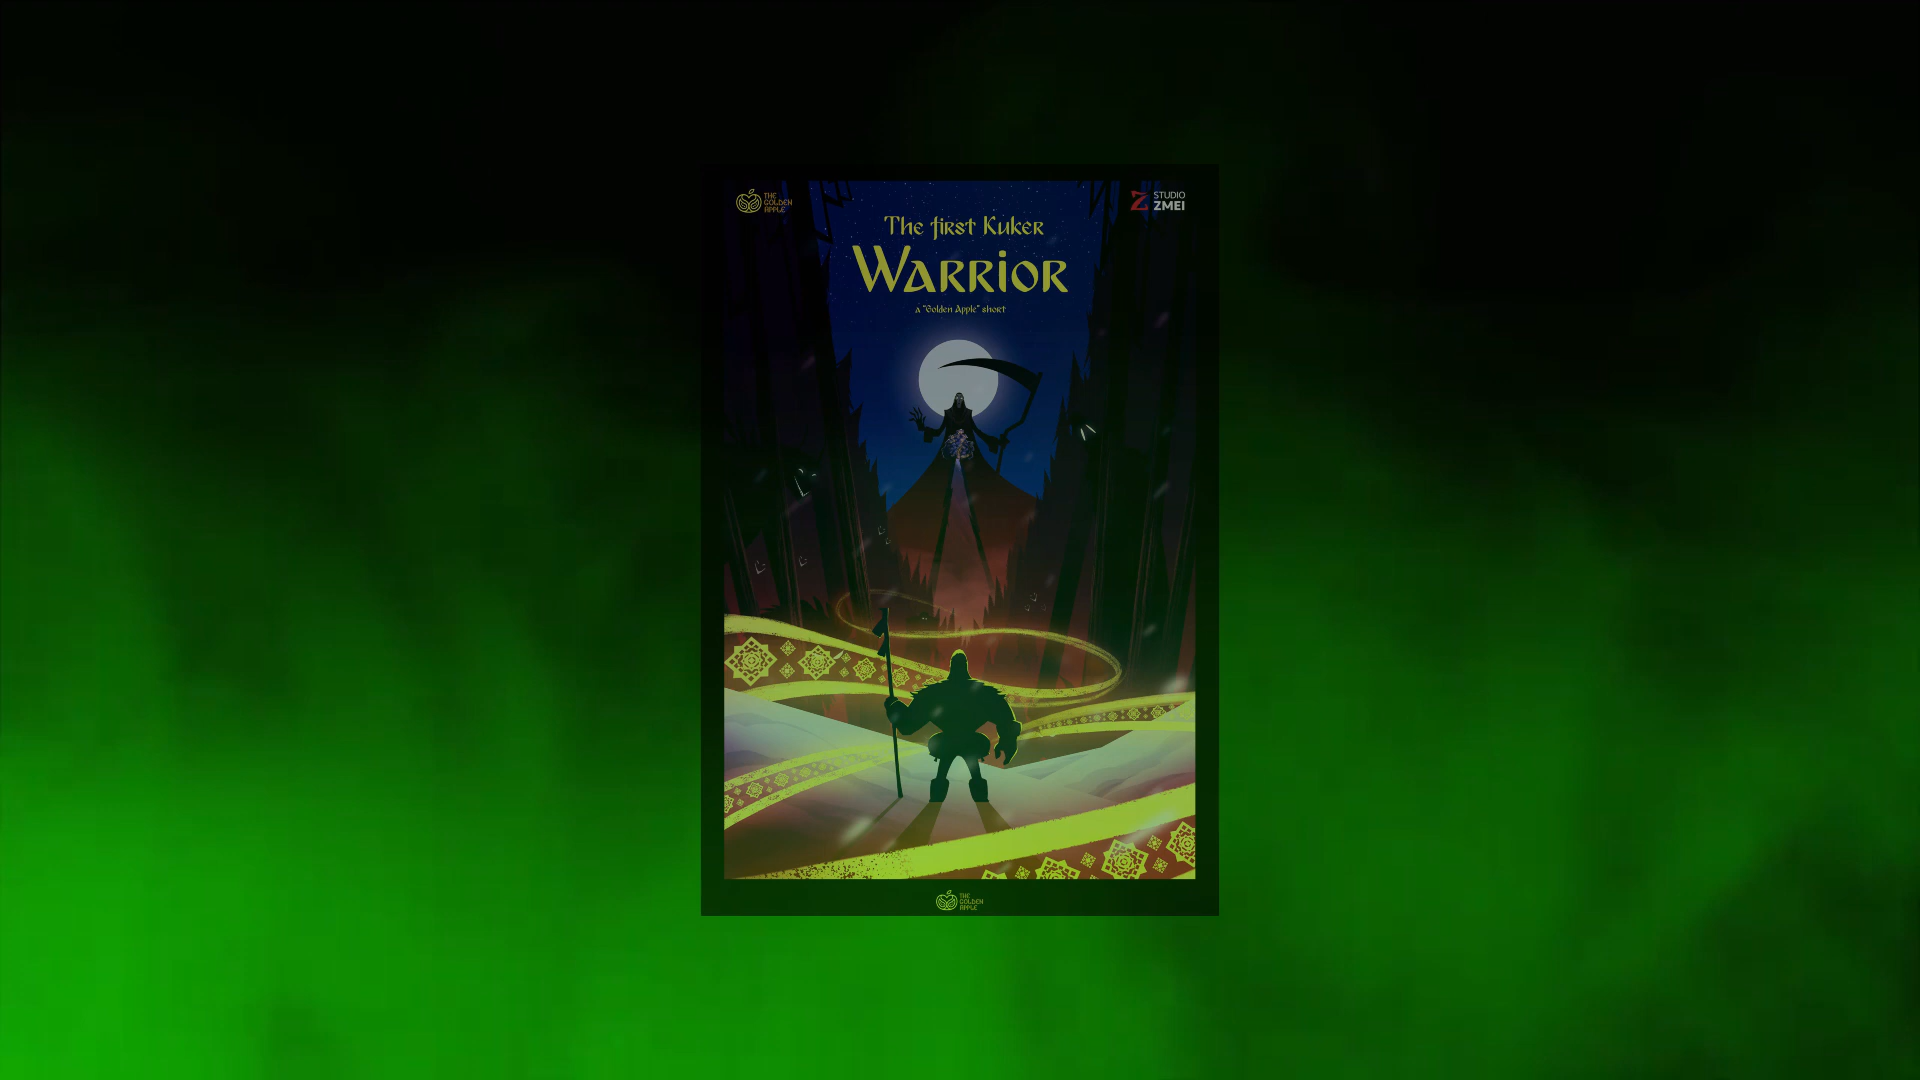 THE
GOLDEN
APPLE
STUDIO
ZMEI
The first Kuker
Warrior
a "Golden Apple" short
THE
GOLDEN
APPLE